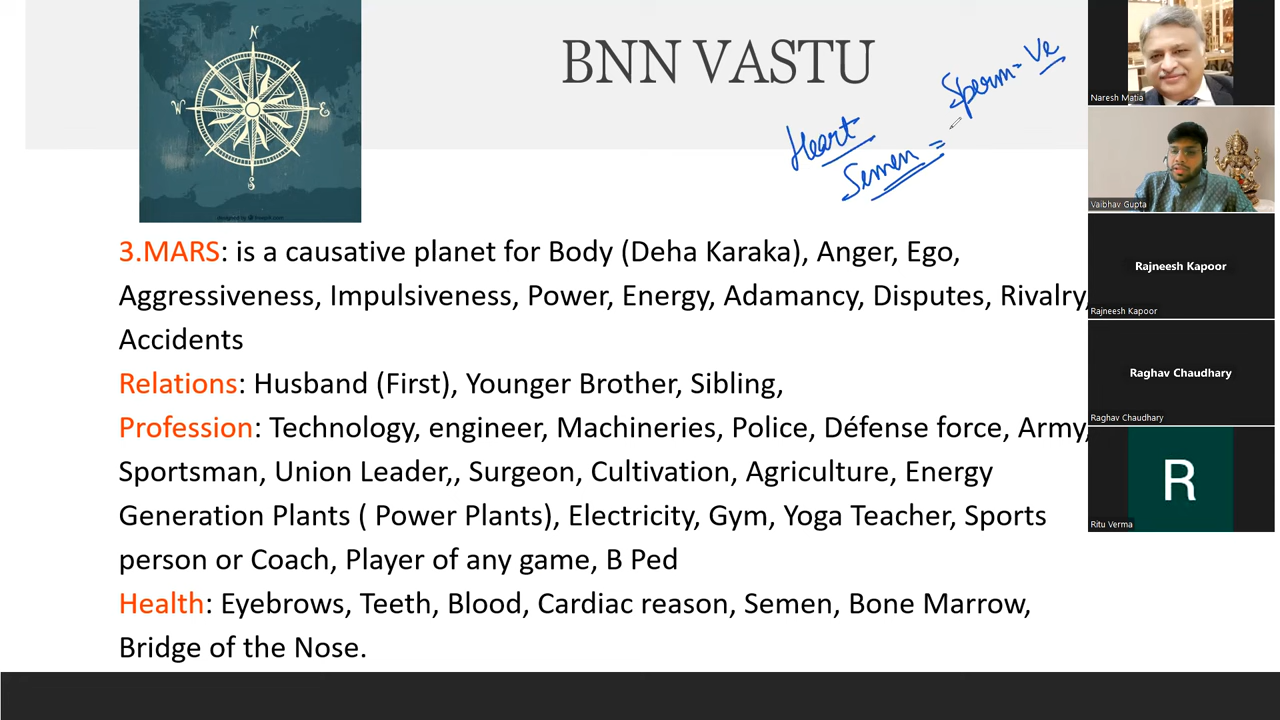 N
W
E
S
designed by freepik.com
BNN VASTU
Heart
Semen =
Sperm = Ve
3.MARS: is a causative planet for Body (Deha Karaka), Anger, Ego,
Aggressiveness, Impulsiveness, Power, Energy, Adamancy, Disputes, Rivalry,
Accidents
Relations: Husband (First), Younger Brother, Sibling,
Profession: Technology, engineer, Machineries, Police, Défense force, Army,
Sportsman, Union Leader,, Surgeon, Cultivation, Agriculture, Energy
Generation Plants ( Power Plants), Electricity, Gym, Yoga Teacher, Sports
person or Coach, Player of any game, B Ped
Health: Eyebrows, Teeth, Blood, Cardiac reason, Semen, Bone Marrow,
Bridge of the Nose.
Naresh Matia
Vaibhav Gupta
Rajneesh Kapoor
Rajneesh Kapoor
Raghav Chaudhary
Raghav Chaudhary
R
Ritu Verma